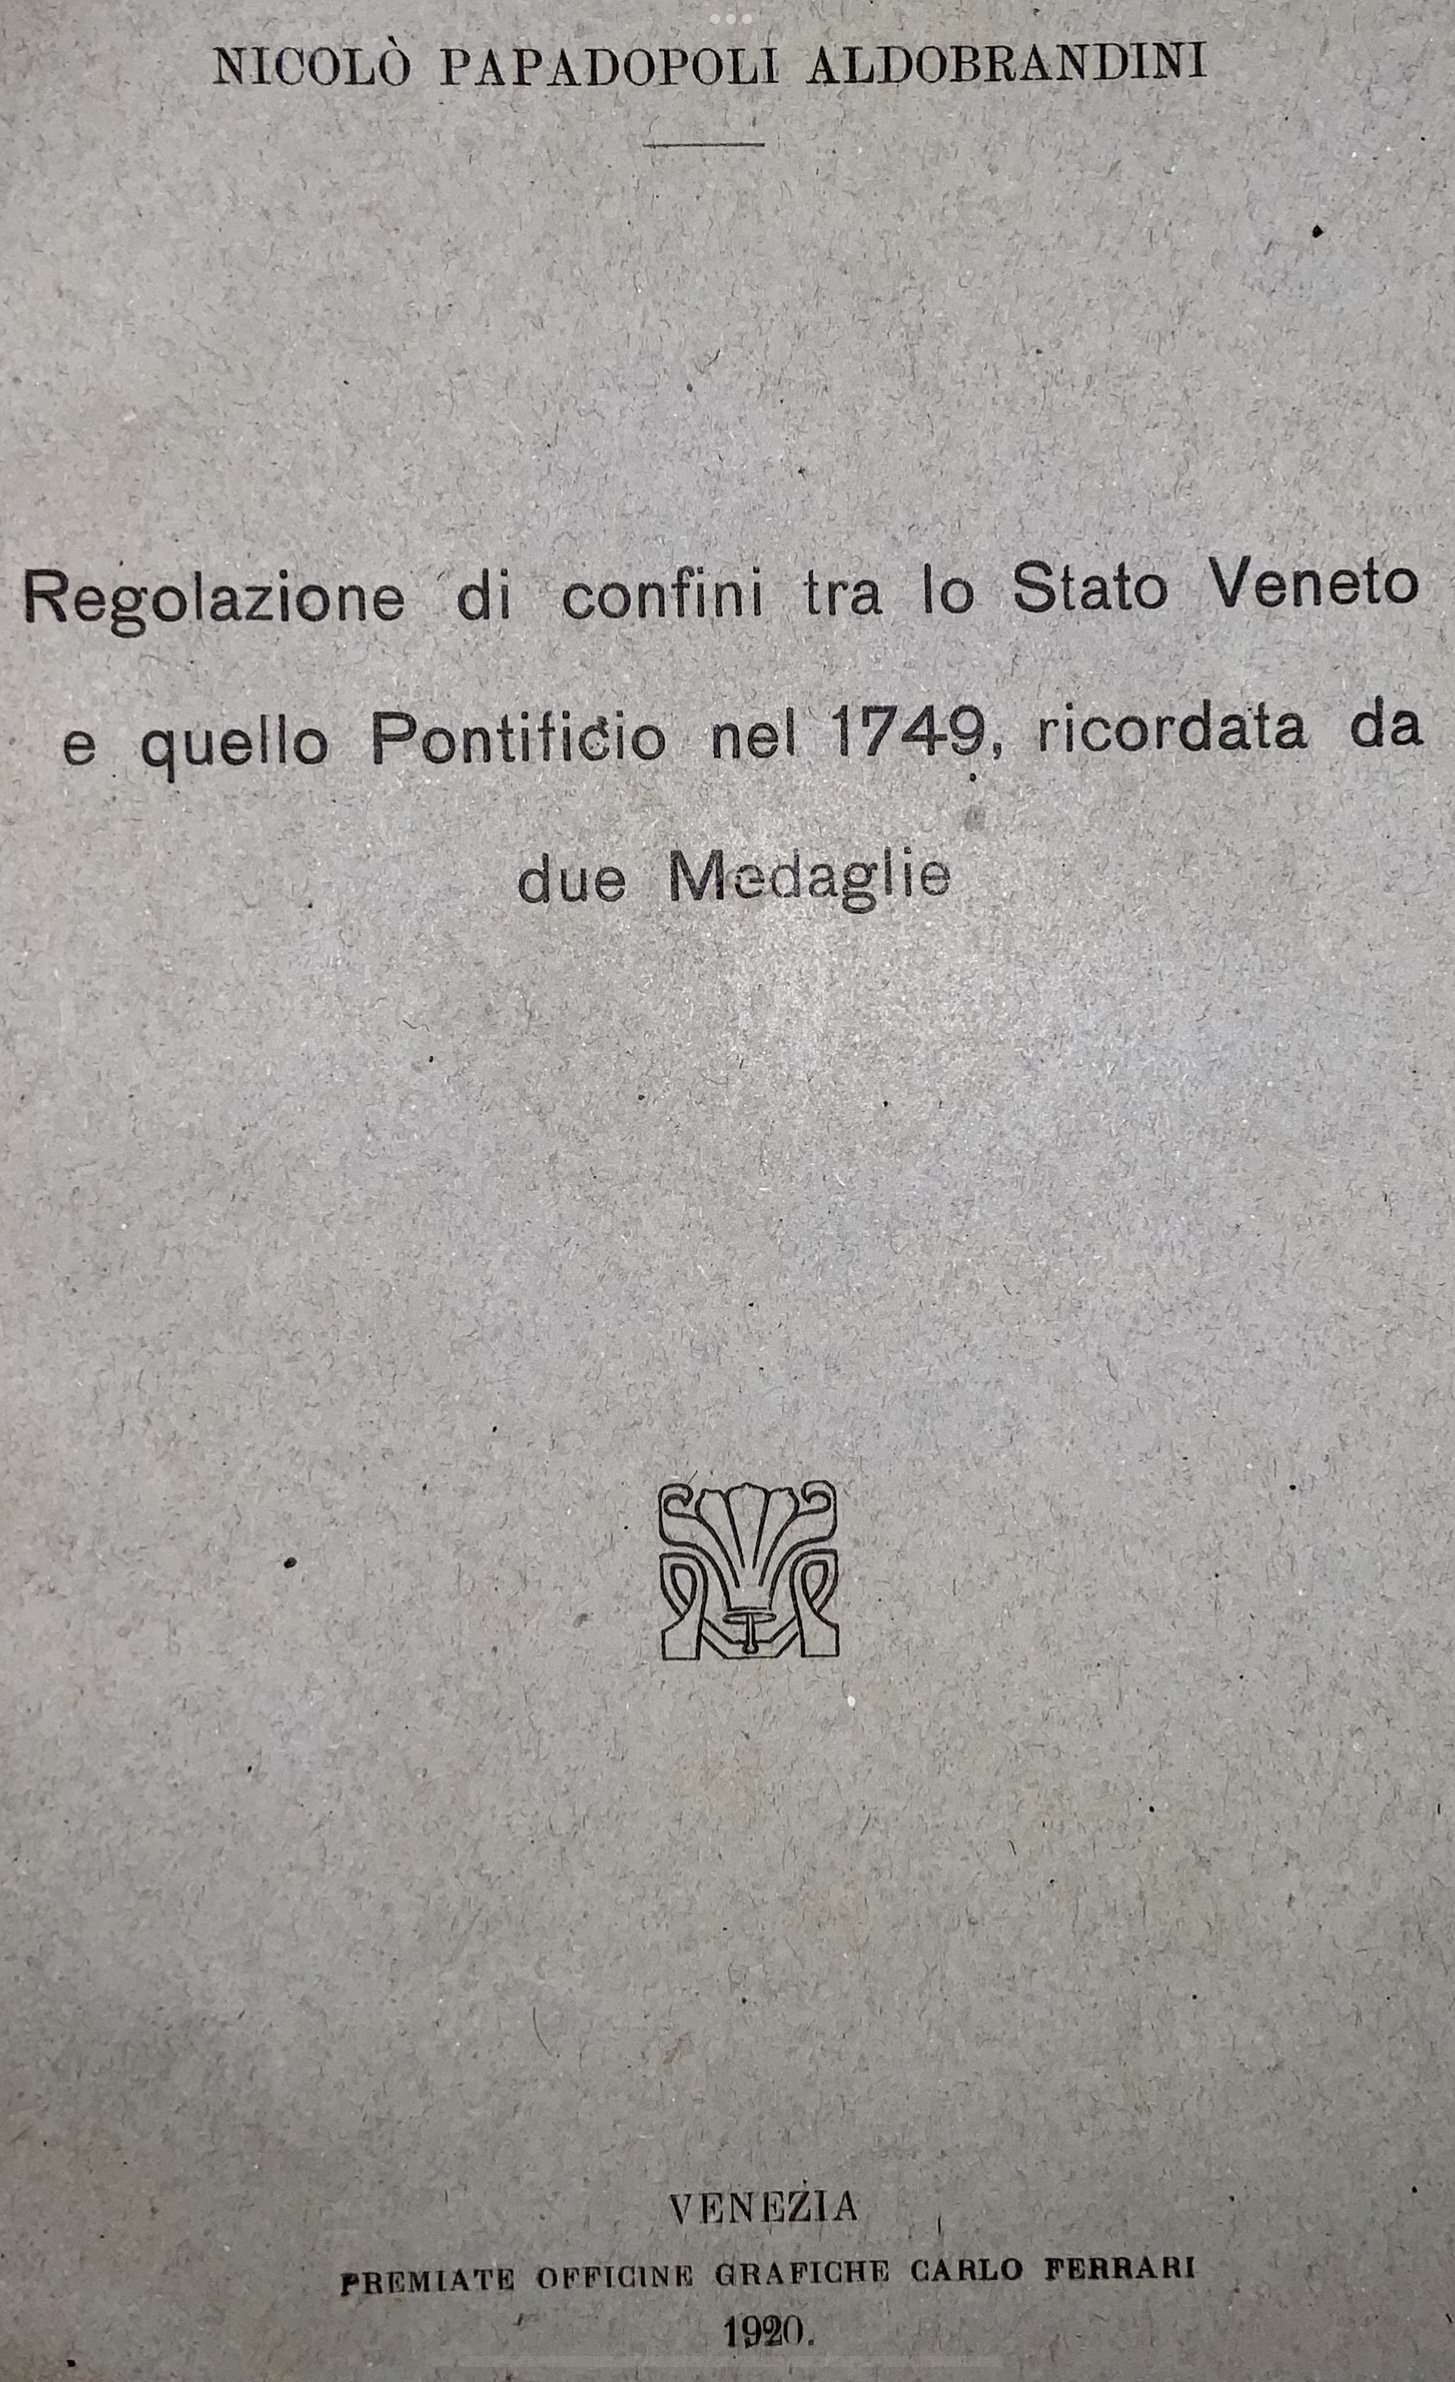 NICOLÒ PAPADOPOLI ALDOBRANDINI
Regolazione di confini tra lo Stato Veneto
e quello Pontificio nel 1749, ricordata da
due Medaglie
VENEZIA
PREMIATE OFFICINE GRAFICHE CARLO FERRARI
1920.